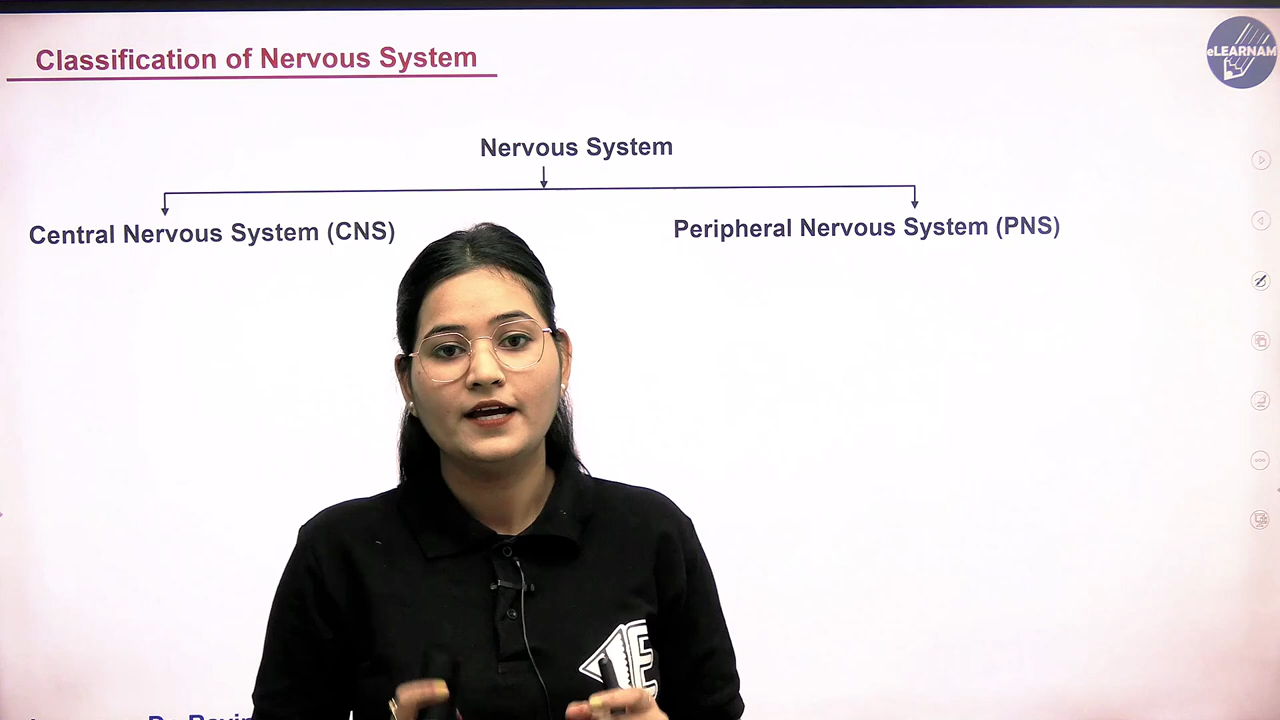 Classification of Nervous System
eLEARNAM
Nervous System
Central Nervous System (CNS)
Peripheral Nervous System (PNS)
E